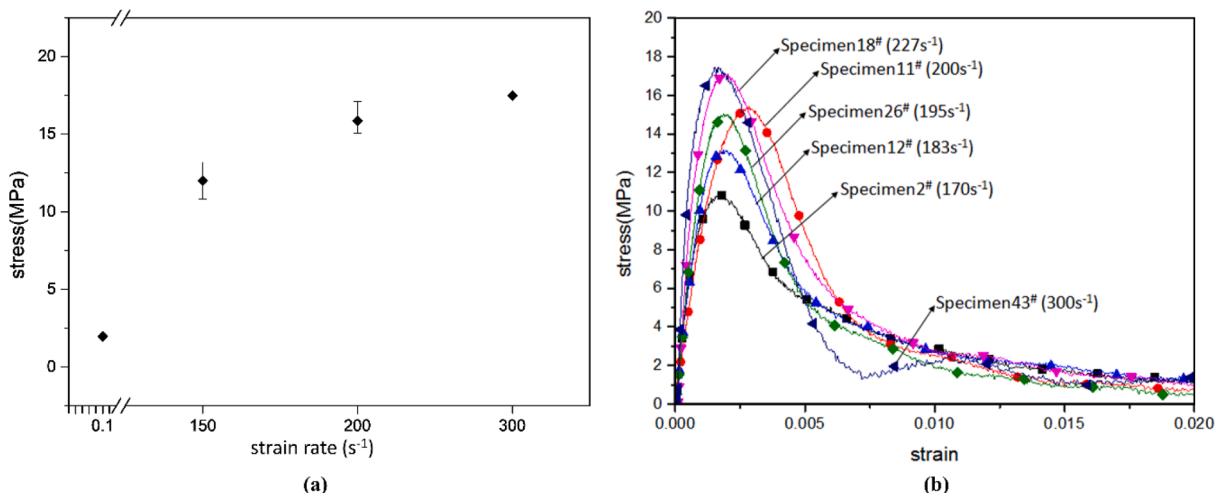 20
15
10
5
0
stress(MPa)
0.1
150
200
300
strain rate (s⁻¹)
(a)
20
18
16
14
12
10
8
6
4
2
0
stress(MPa)
0.000
0.005
0.010
0.015
0.020
strain
Specimen18# (227s⁻¹)
Specimen11# (200s⁻¹)
Specimen26# (195s⁻¹)
Specimen12# (183s⁻¹)
Specimen2# (170s⁻¹)
Specimen43# (300s⁻¹)
(b)